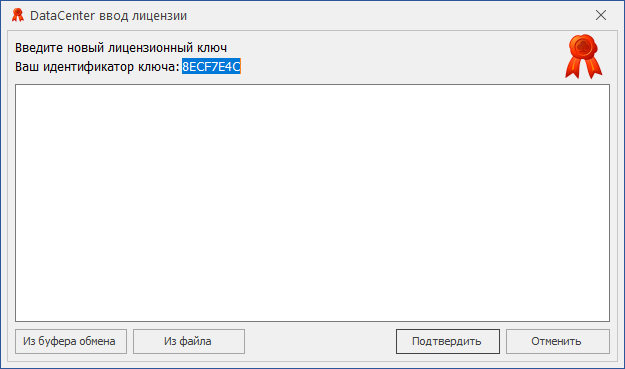 DataCenter ввод лицензии
Введите новый лицензионный ключ
Ваш идентификатор ключа: 8ECF7E4C
Из буфера обмена Из файла Подтвердить Отменить